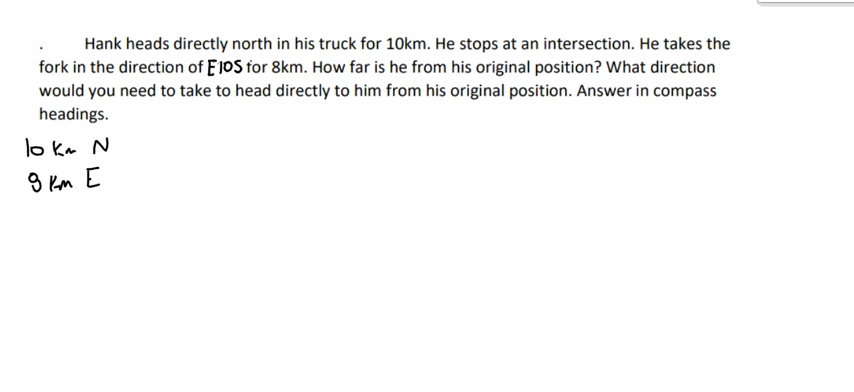 . Hank heads directly north in his truck for 10km. He stops at an intersection. He takes the
fork in the direction of E10S for 8km. How far is he from his original position? What direction
would you need to take to head directly to him from his original position. Answer in compass
headings.
10 km N
8 km E